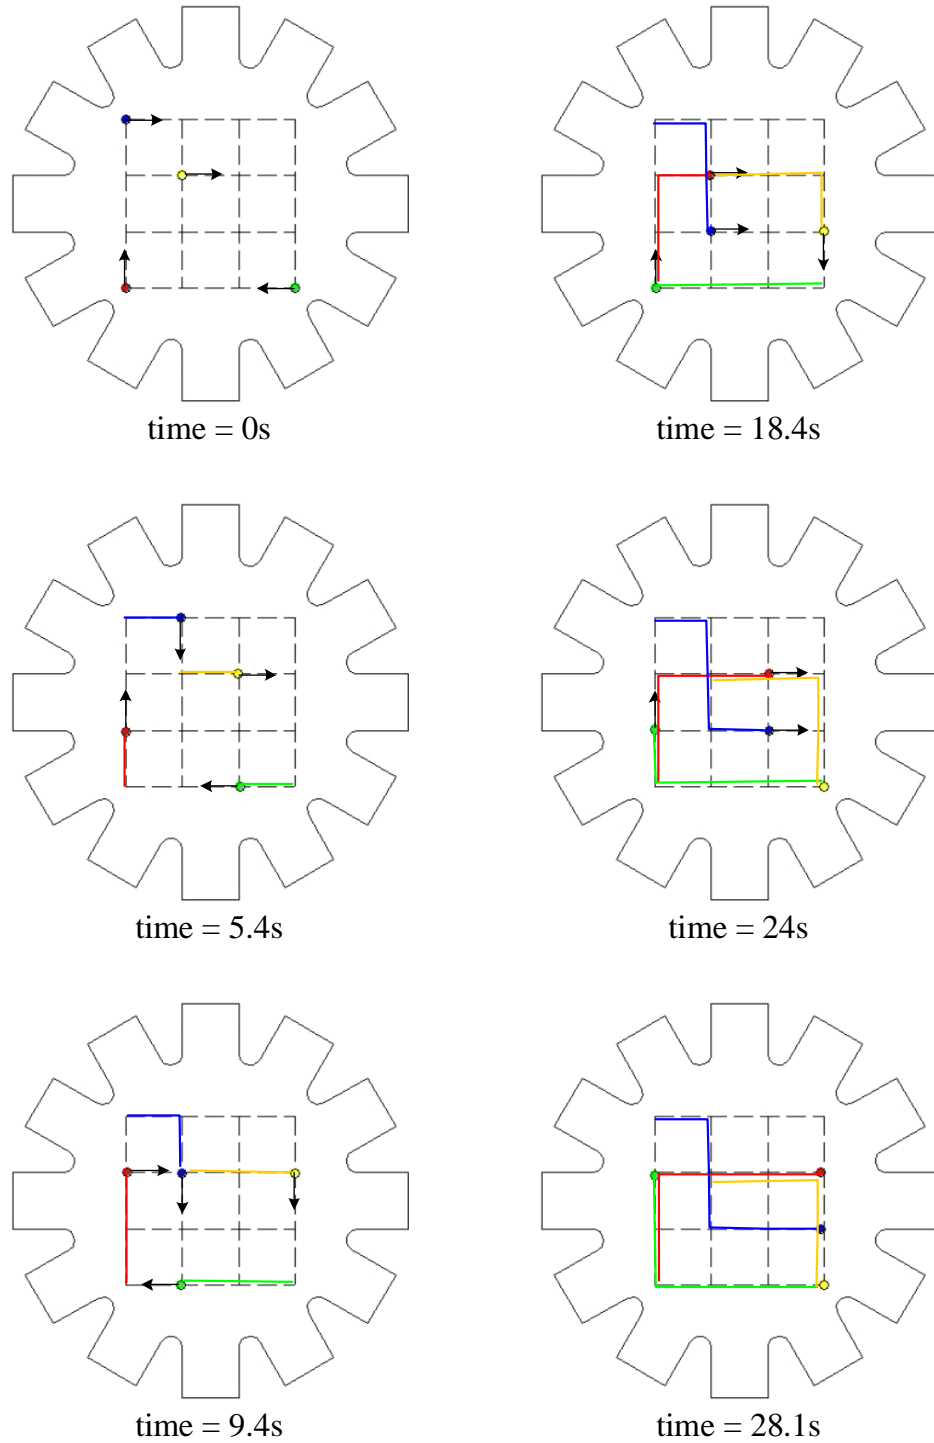 time = 0s
time = 18.4s
time = 5.4s
time = 24s
time = 9.4s
time = 28.1s